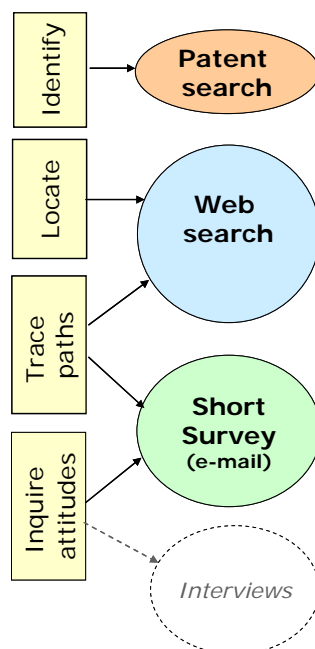 Identify
Patent
search
Locate
Web
search
Trace
paths
Short
Survey
(e-mail)
Inquire
attitudes
Interviews